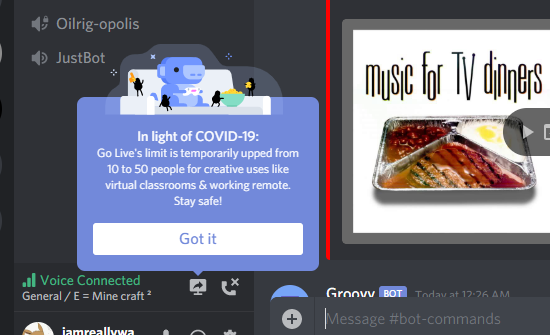 Oilrig-opolis
JustBot
In light of COVID-19:
Go Live's limit is temporarily upped from
10 to 50 people for creative uses like
virtual classrooms & working remote.
Stay safe!
Got it
Voice Connected
General / E = Mine craft ²
iamreallywa
music for TV dinners
Groovy BOT Today at 12:26 AM
Message #bot-commands